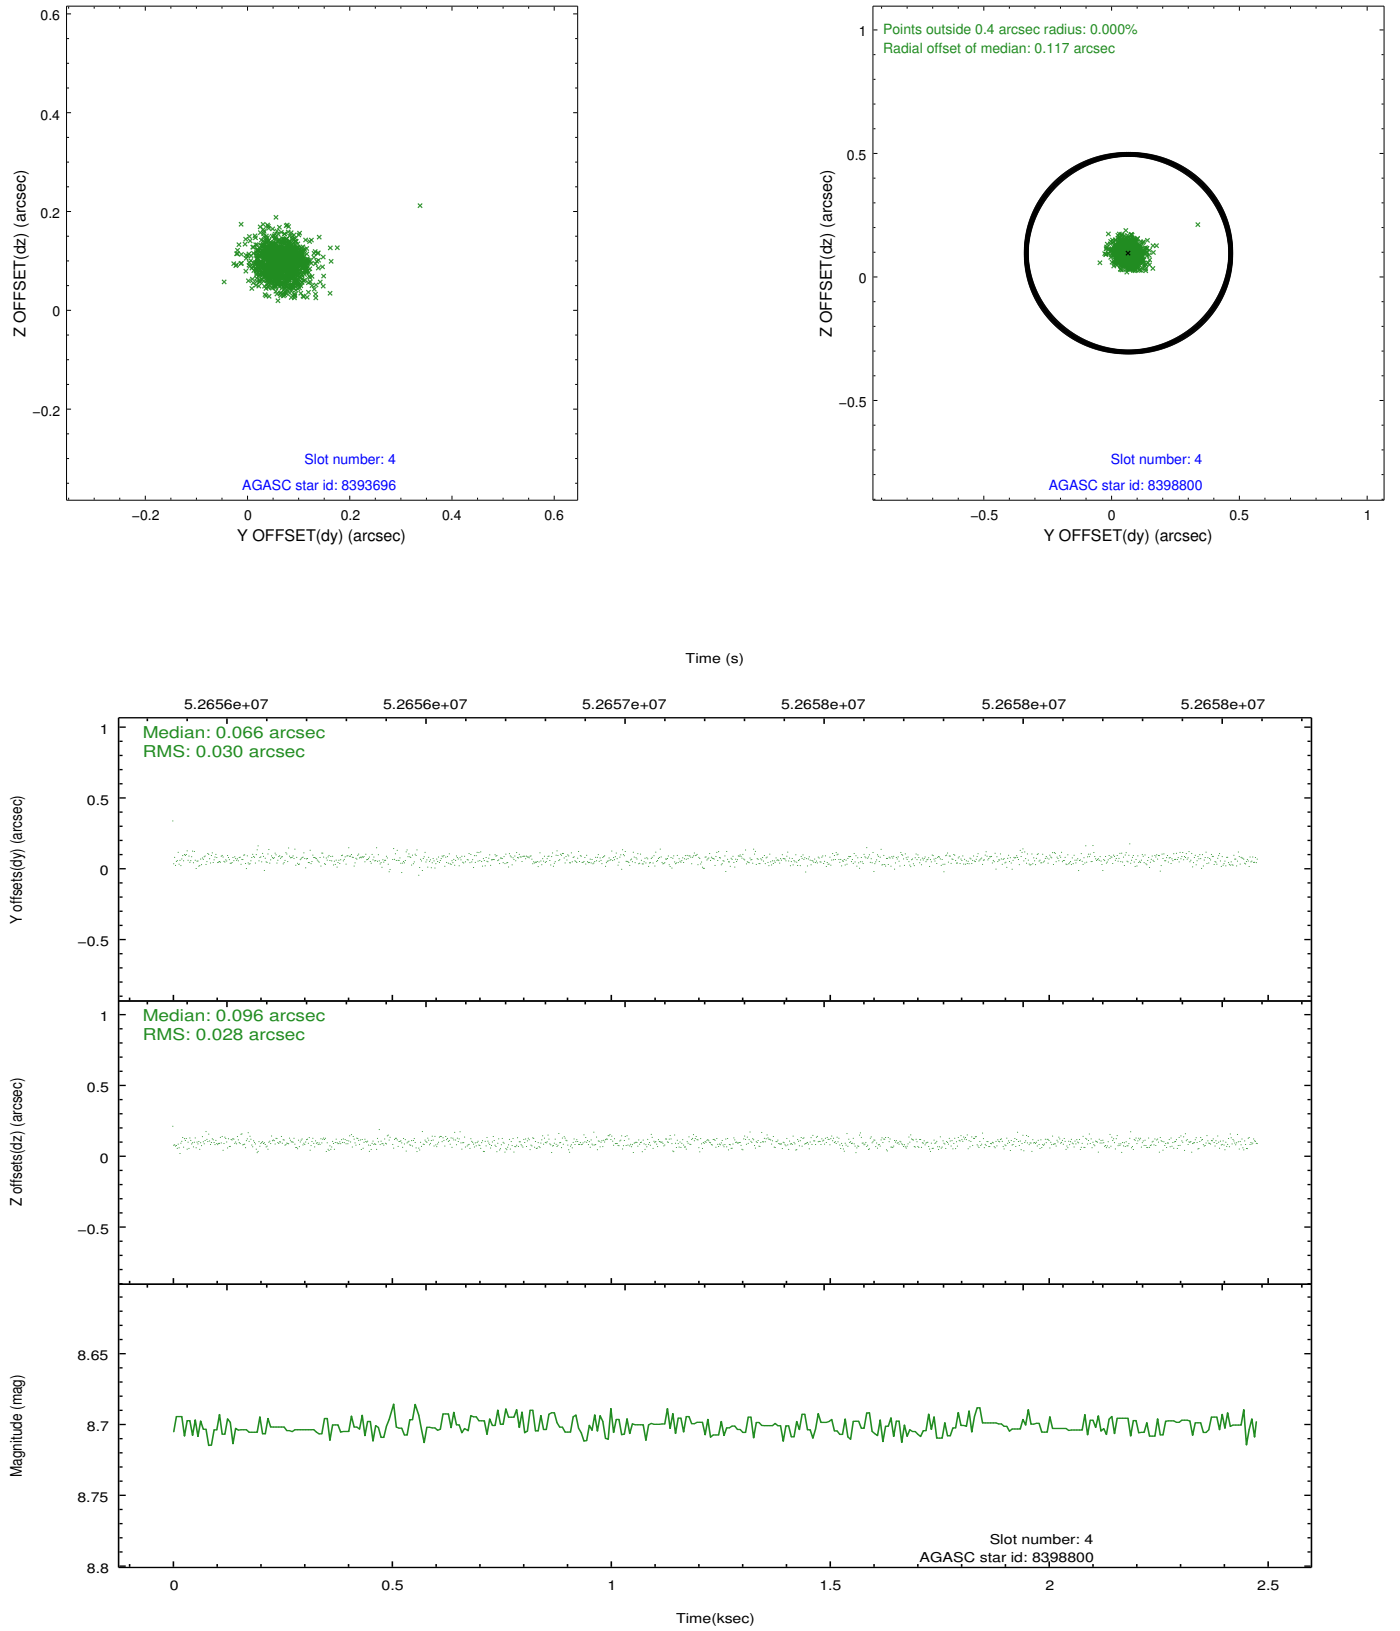 0.6
0.4
0.2
0
−0.2
Z OFFSET(dz) (arcsec)
Slot number: 4
AGASC star id: 8393696
−0.2 0 0.2 0.4 0.6
Y OFFSET(dy) (arcsec)
Points outside 0.4 arcsec radius: 0.000%
Radial offset of median: 0.117 arcsec
1
0.5
0
−0.5
Z OFFSET(dz) (arcsec)
Slot number: 4
AGASC star id: 8398800
−0.5 0 0.5 1
Y OFFSET(dy) (arcsec)
Time (s)
5.2656e+07 5.2656e+07 5.2657e+07 5.2658e+07 5.2658e+07 5.2658e+07
Median: 0.066 arcsec
RMS: 0.030 arcsec
1
0.5
0
−0.5
Y offsets(dy) (arcsec)
Median: 0.096 arcsec
RMS: 0.028 arcsec
1
0.5
0
−0.5
Z offsets(dz) (arcsec)
8.65
8.7
8.75
8.8
Magnitude (mag)
Slot number: 4
AGASC star id: 8398800
0 0.5 1 1.5 2 2.5
Time(ksec)